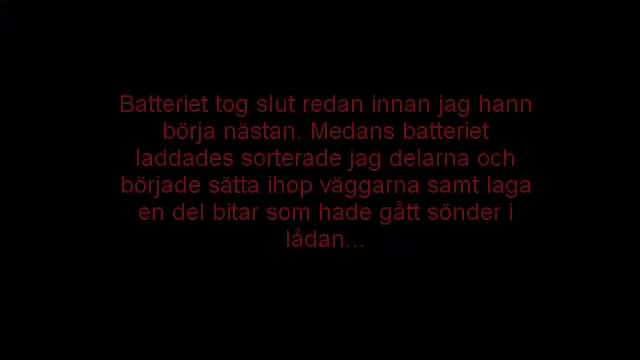 Batteriet tog slut redan innan jag hann
börja nästan. Medans batteriet
laddades sorterade jag delarna och
började sätta ihop väggarna samt laga
en del bitar som hade gått sönder i
lådan...